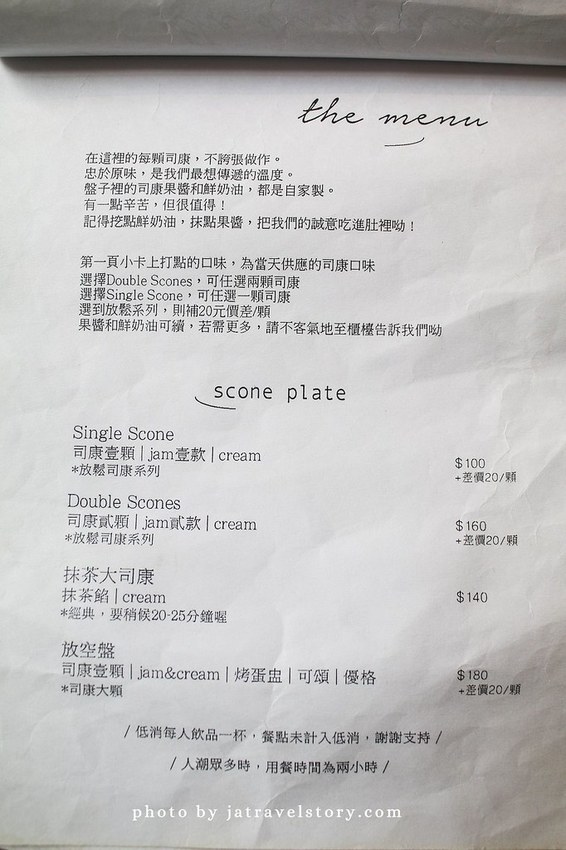 the menu
在這裡的每顆司康，不誇張做作。
忠於原味，是我們最想傳遞的溫度。
盤子裡的司康果醬和鮮奶油，都是自家製。
有一點辛苦，但很值得！
記得挖點鮮奶油，抹點果醬，把我們的誠意吃進肚裡呦！
第一頁小卡上打點的口味，為當天供應的司康口味
選擇Double Scones，可任選兩顆司康
選擇Single Scone，可任選一顆司康
選到放鬆系列，則補20元價差/顆
果醬和鮮奶油可續，若需更多，請不客氣地至櫃檯告訴我們呦
scone plate
Single Scone
司康壹顆｜jam壹款｜cream $100
*放鬆司康系列 +差價20/顆
Double Scones
司康貳顆｜jam貳款｜cream $160
*放鬆司康系列 +差價20/顆
抹茶大司康
抹茶餡｜cream $140
*經典，要稍候20-25分鐘喔
放空盤
司康壹顆｜jam&cream｜烤蛋盅｜可頌｜優格 $180
*司康大顆 +差價20/顆
/ 低消每人飲品一杯，餐點未計入低消，謝謝支持 /
/ 人潮眾多時，用餐時間為兩小時 /
photo by jatravelstory.com